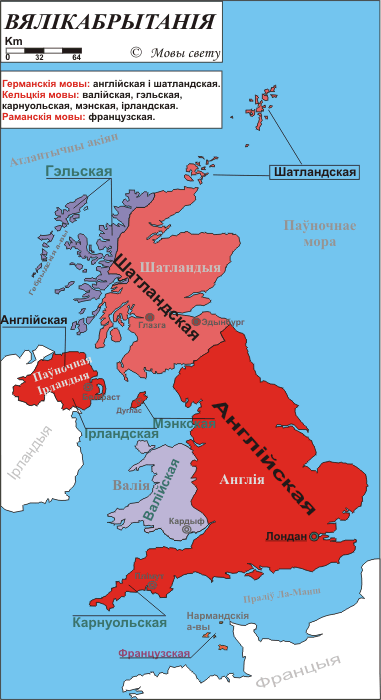 ВЯЛІКАБРЫТАНІЯ
Km
0 32 64
© Мовы свету
Германскія мовы: англійская і шатландская.
Кельцкія мовы: валійская, гэльская,
карнуольская, мэнская, ірландская.
Раманскія мовы: французская.
Атлантычны акіян
Гэльская
Шатландская
Паўночнае
мора
Гебрыдскія а-вы
Шатландыя
Шатландская
Глазга
Эдынбург
Англійская
Паўночная
Ірландыя
Дуглас
Мэнкская
Ірландская
Ірландыя
Англійская
Валія
Валійская
Англія
Кардыф
Лондан
Карнуольская
Праліў Ла-Манш
Нармандскія
а-вы
Французская
Францыя